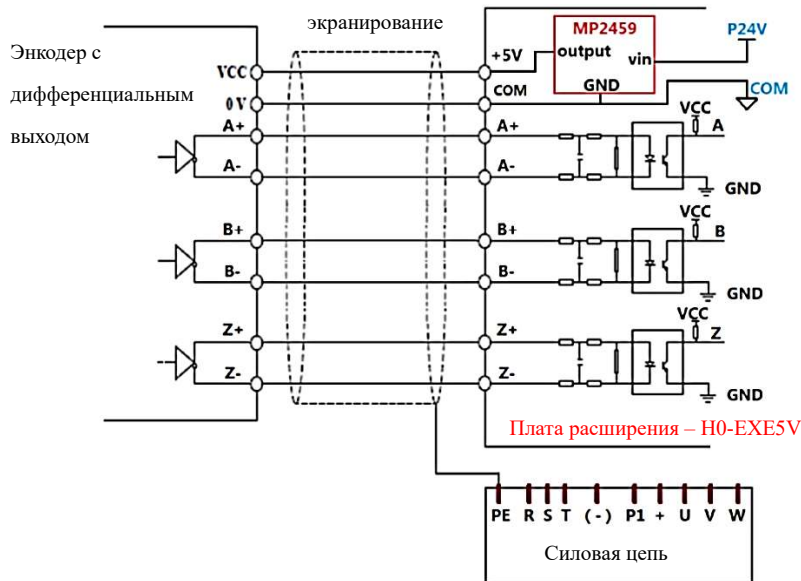 экранирование
Энкодер с
дифференциальным
выходом
MP2459
output
vin
GND
P24V
COM
VCC
+5V
0V
COM
VCC
A+
A+
A
A-
A-
GND
VCC
B+
B+
B
B-
B-
GND
VCC
Z+
Z+
Z
Z-
Z-
GND
Плата расширения – H0-EXE5V
PE R S T (-) P1 + U V W
Силовая цепь